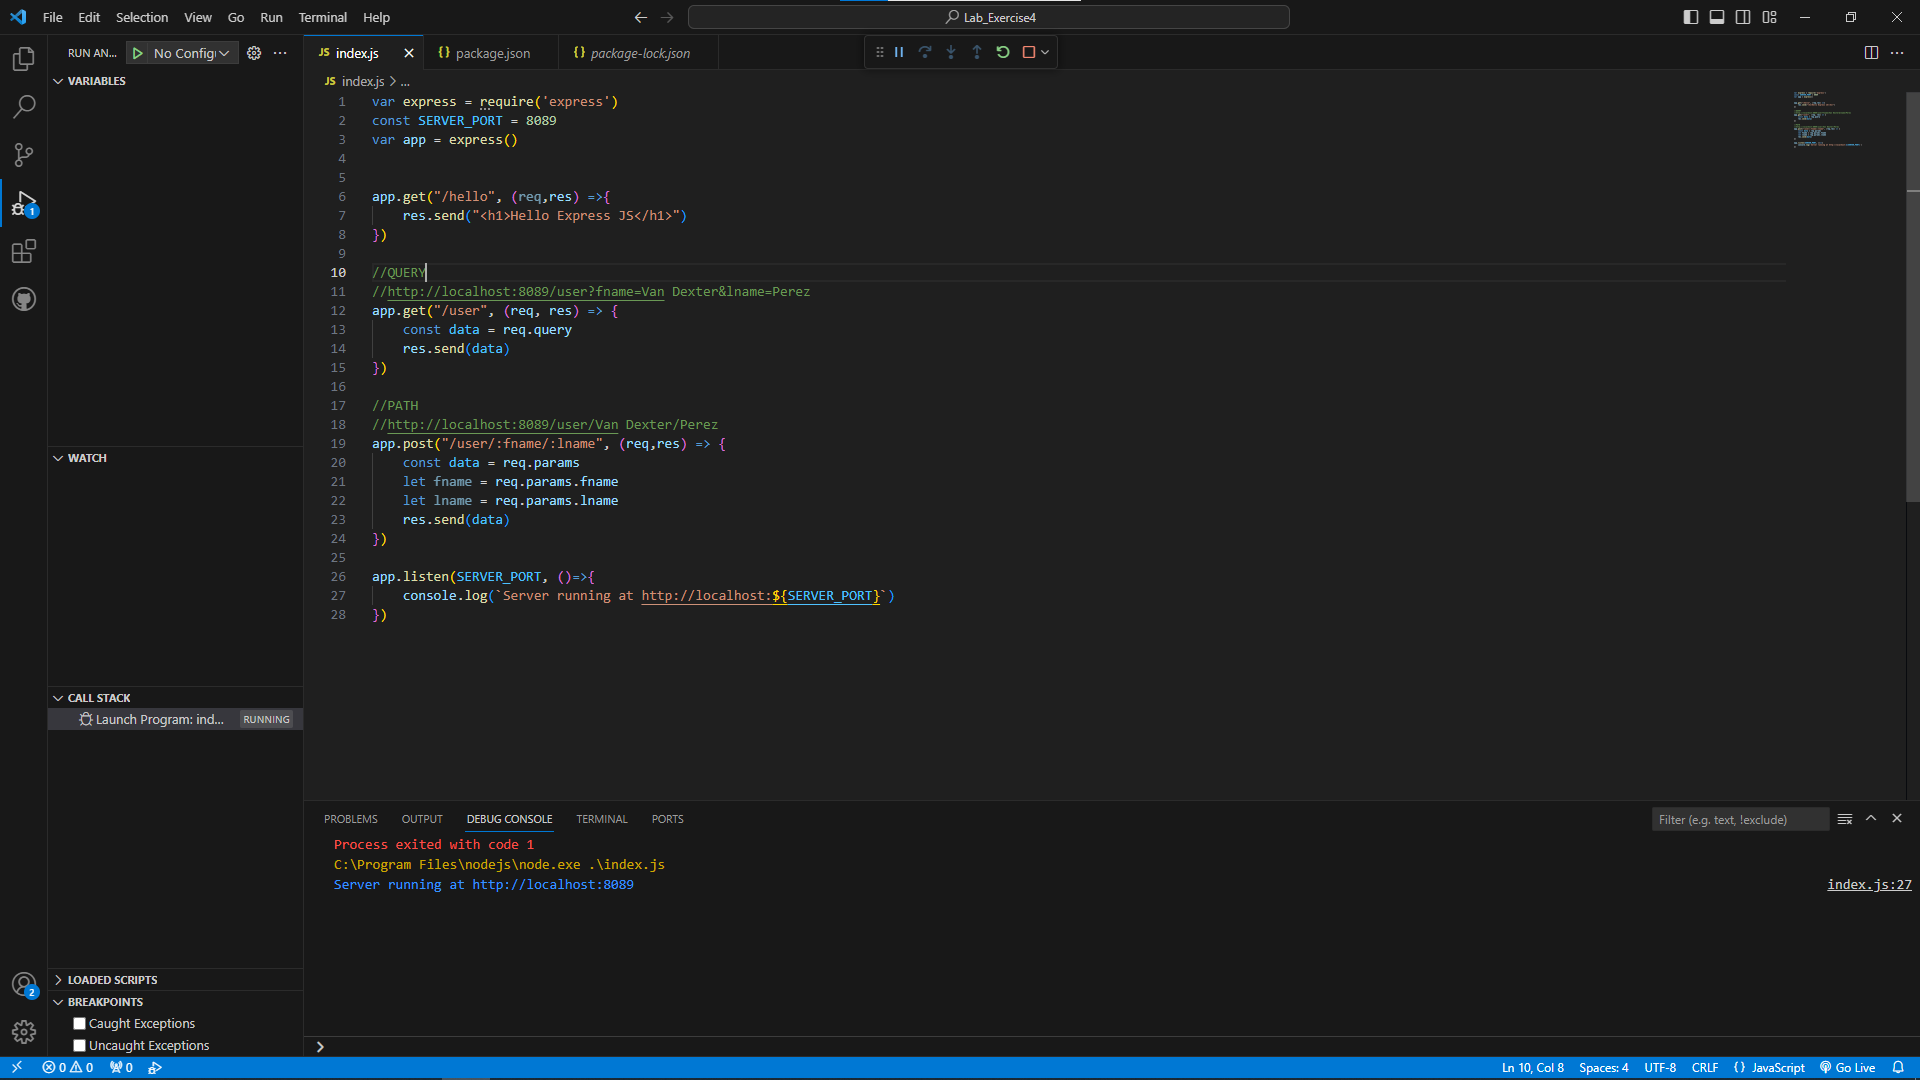 File Edit Selection View Go Run Terminal Help
Lab_Exercise4
RUN AN... No Config
VARIABLES
WATCH
CALL STACK
Launch Program: ind... RUNNING
LOADED SCRIPTS
BREAKPOINTS
Caught Exceptions
Uncaught Exceptions
1
2
JS index.js
{} package.json
{} package-lock.json
JS index.js > ...
1 var express = require('express')
2 const SERVER_PORT = 8089
3 var app = express()
4
5
6 app.get("/hello", (req,res) =>{
7 res.send("<h1>Hello Express JS</h1>")
8 })
9
10 //QUERY
11 //http://localhost:8089/user?fname=Van Dexter&lname=Perez
12 app.get("/user", (req, res) => {
13 const data = req.query
14 res.send(data)
15 })
16
17 //PATH
18 //http://localhost:8089/user/Van Dexter/Perez
19 app.post("/user/:fname/:lname", (req,res) => {
20 const data = req.params
21 let fname = req.params.fname
22 let lname = req.params.lname
23 res.send(data)
24 })
25
26 app.listen(SERVER_PORT, ()=>{
27 console.log(`Server running at http://localhost:${SERVER_PORT}`)
28 })
PROBLEMS OUTPUT DEBUG CONSOLE TERMINAL PORTS
Filter (e.g. text, !exclude)
Process exited with code 1
C:\Program Files\nodejs\node.exe .\index.js
Server running at http://localhost:8089
index.js:27
0 0 0
Ln 10, Col 8 Spaces: 4 UTF-8 CRLF {} JavaScript Go Live